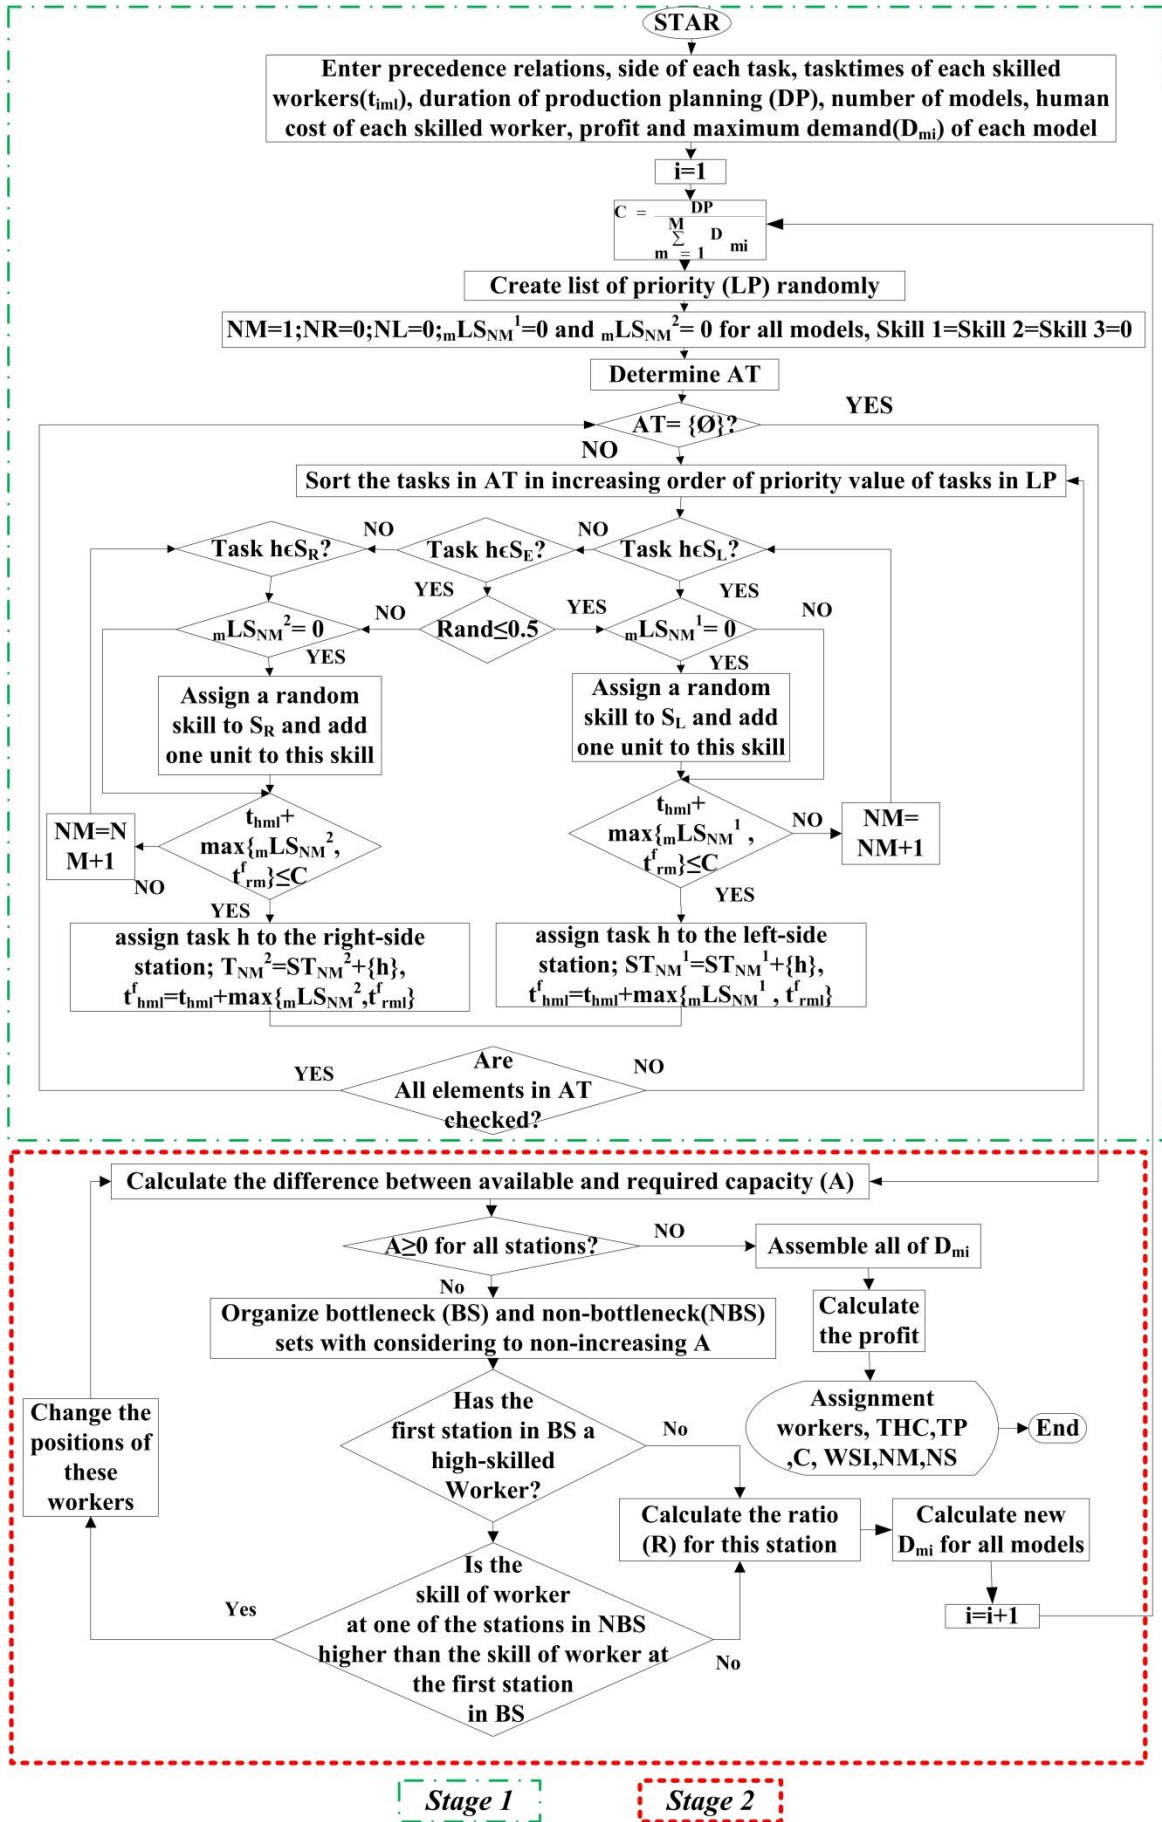 STAR
Enter precedence relations, side of each task, tasktimes of each skilled
workers(t_iml), duration of production planning (DP), number of models, human
cost of each skilled worker, profit and maximum demand(D_mi) of each model
i=1
C = DP
M
Σ D mi
m = 1
Create list of priority (LP) randomly
NM=1;NR=0;NL=0;_mLS_NM^1=0 and _mLS_NM^2= 0 for all models, Skill 1=Skill 2=Skill 3=0
Determine AT
AT= {Ø}?
YES
NO
Sort the tasks in AT in increasing order of priority value of tasks in LP
Task hϵS_R?
NO
Task hϵS_E?
NO
Task hϵS_L?
YES
YES
_mLS_NM^2= 0
NO
Rand≤0.5
YES
_mLS_NM^1= 0
NO
YES
YES
Assign a random
skill to S_R and add
one unit to this skill
Assign a random
skill to S_L and add
one unit to this skill
NM=N
M+1
NO
t_hml+
max{_mLS_NM^2,
t^f_rm}≤C
YES
t_hml+
max{_mLS_NM^1 ,
t^f_rm}≤C
NO
NM=
NM+1
YES
assign task h to the right-side
station; T_NM^2=ST_NM^2+{h},
t^f_hml=t_hml+max{_mLS_NM^2,t^f_rml}
assign task h to the left-side
station; ST_NM^1=ST_NM^1+{h},
t^f_hml=t_hml+max{_mLS_NM^1 , t^f_rml}
YES
Are
All elements in AT
checked?
NO
Calculate the difference between available and required capacity (A)
A≥0 for all stations?
NO
Assemble all of D_mi
No
Organize bottleneck (BS) and non-bottleneck(NBS)
sets with considering to non-increasing A
Calculate
the profit
Has the
first station in BS a
high-skilled
Worker?
No
Assignment
workers, THC,TP
,C, WSI,NM,NS
End
Change the
positions of
these
workers
Calculate the ratio
(R) for this station
Calculate new
D_mi for all models
i=i+1
Yes
Is the
skill of worker
at one of the stations in NBS
higher than the skill of worker at
the first station
in BS
No
Stage 1
Stage 2